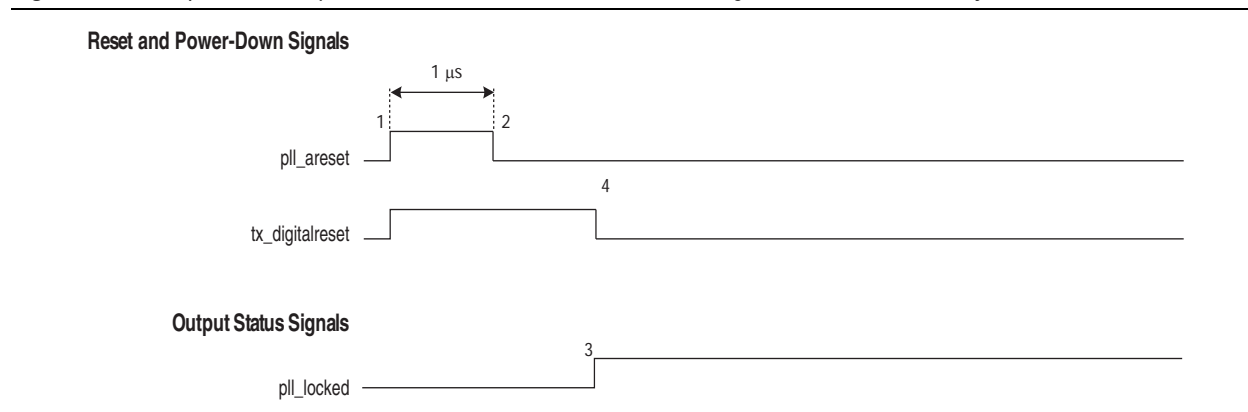 Reset and Power-Down Signals
1 μs
1
2
pll_areset
4
tx_digitalreset
Output Status Signals
3
pll_locked